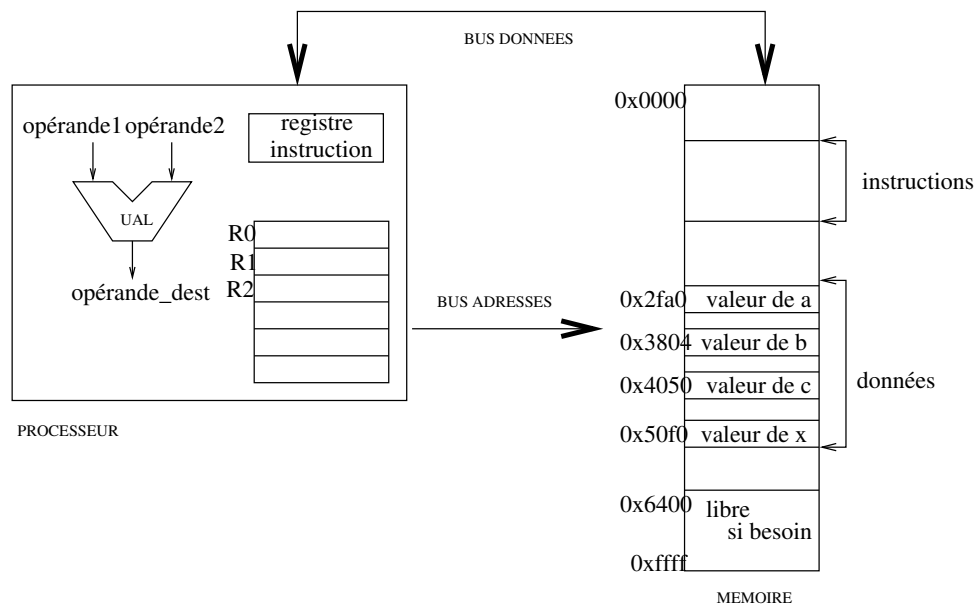 BUS DONNEES
0x0000
opérande1 opérande2
registre
instruction
instructions
UAL
R0
R1
opérande_dest
R2
BUS ADRESSES
0x2fa0 valeur de a
0x3804 valeur de b
0x4050 valeur de c
données
0x50f0 valeur de x
PROCESSEUR
0x6400 libre
si besoin
0xffff
MEMOIRE